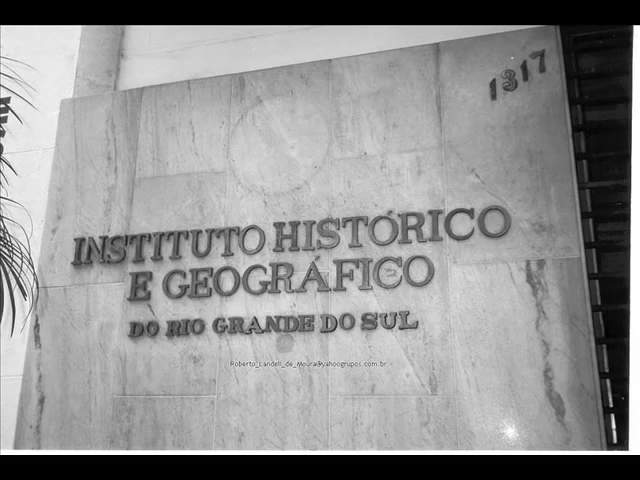 1317
INSTITUTO HISTÓRICO
E GEOGRÁFICO
DO RIO GRANDE DO SUL
Roberto_Landell_de_Moura@yahoogrupos.com.br